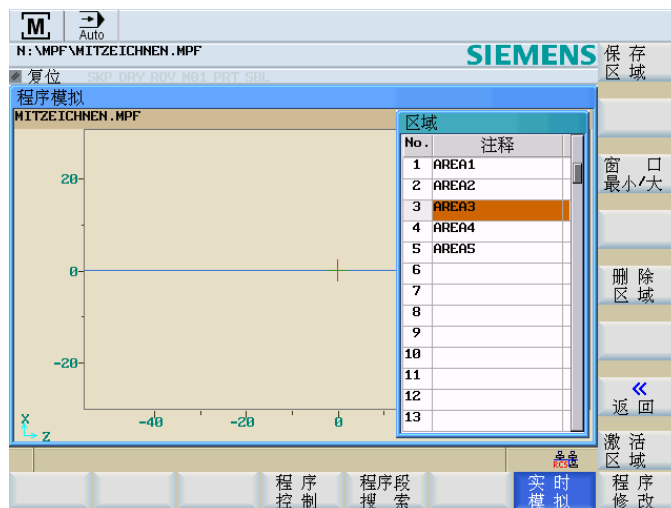 M
Auto
N:\MPF\MITZEICHNEN.MPF
SIEMENS
复位
SKP DRY ROV M01 PRT SBL
程序模拟
MITZEICHNEN.MPF
20
0
-20
-40
-20
0
X
Z
区域
No. 注释
1 AREA1
2 AREA2
3 AREA3
4 AREA4
5 AREA5
6
7
8
9
10
11
12
13
保存
区域
窗口
最小/大
删除
区域
«
返回
激活
区域
RCS
程序
控制
程序段
搜索
实时
模拟
程序
修改